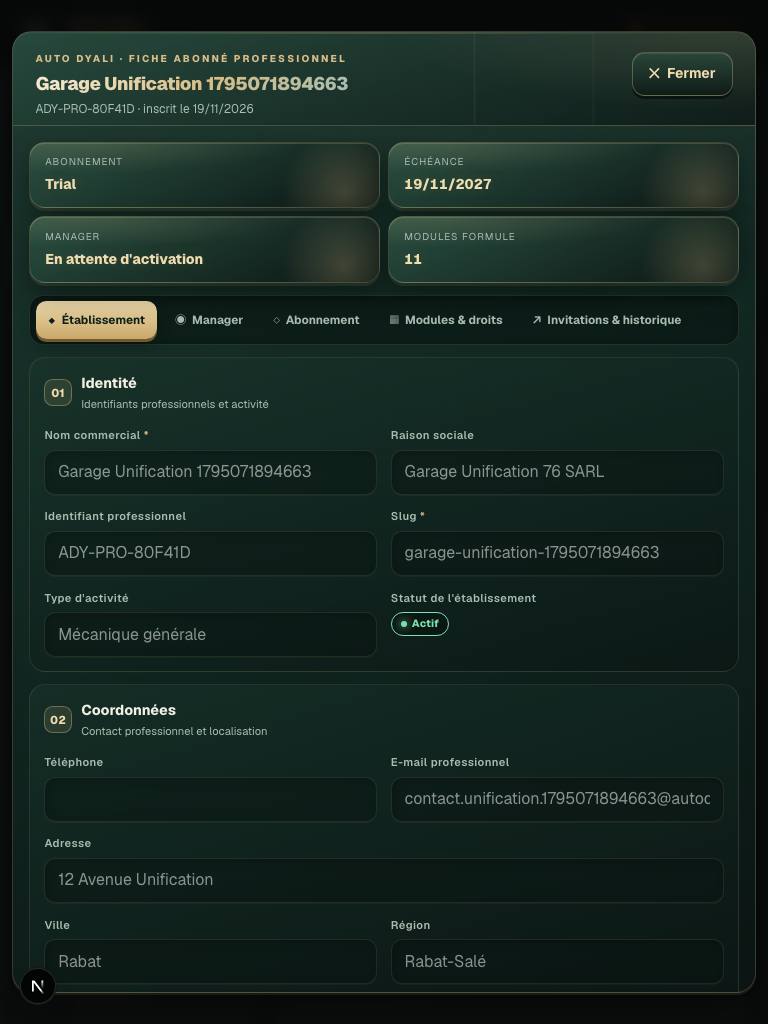 AUTO DYALI · FICHE ABONNÉ PROFESSIONNEL
Garage Unification 1795071894663
ADY-PRO-80F41D · inscrit le 19/11/2026
Fermer
ABONNEMENT
Trial
ÉCHÉANCE
19/11/2027
MANAGER
En attente d'activation
MODULES FORMULE
11
Établissement
Manager
Abonnement
Modules & droits
Invitations & historique
01
Identité
Identifiants professionnels et activité
Nom commercial *
Raison sociale
Garage Unification 1795071894663
Garage Unification 76 SARL
Identifiant professionnel
Slug *
ADY-PRO-80F41D
garage-unification-1795071894663
Type d'activité
Statut de l'établissement
Mécanique générale
Actif
02
Coordonnées
Contact professionnel et localisation
Téléphone
E-mail professionnel
contact.unification.1795071894663@autoc
Adresse
12 Avenue Unification
Ville
Région
Rabat
Rabat-Salé
N